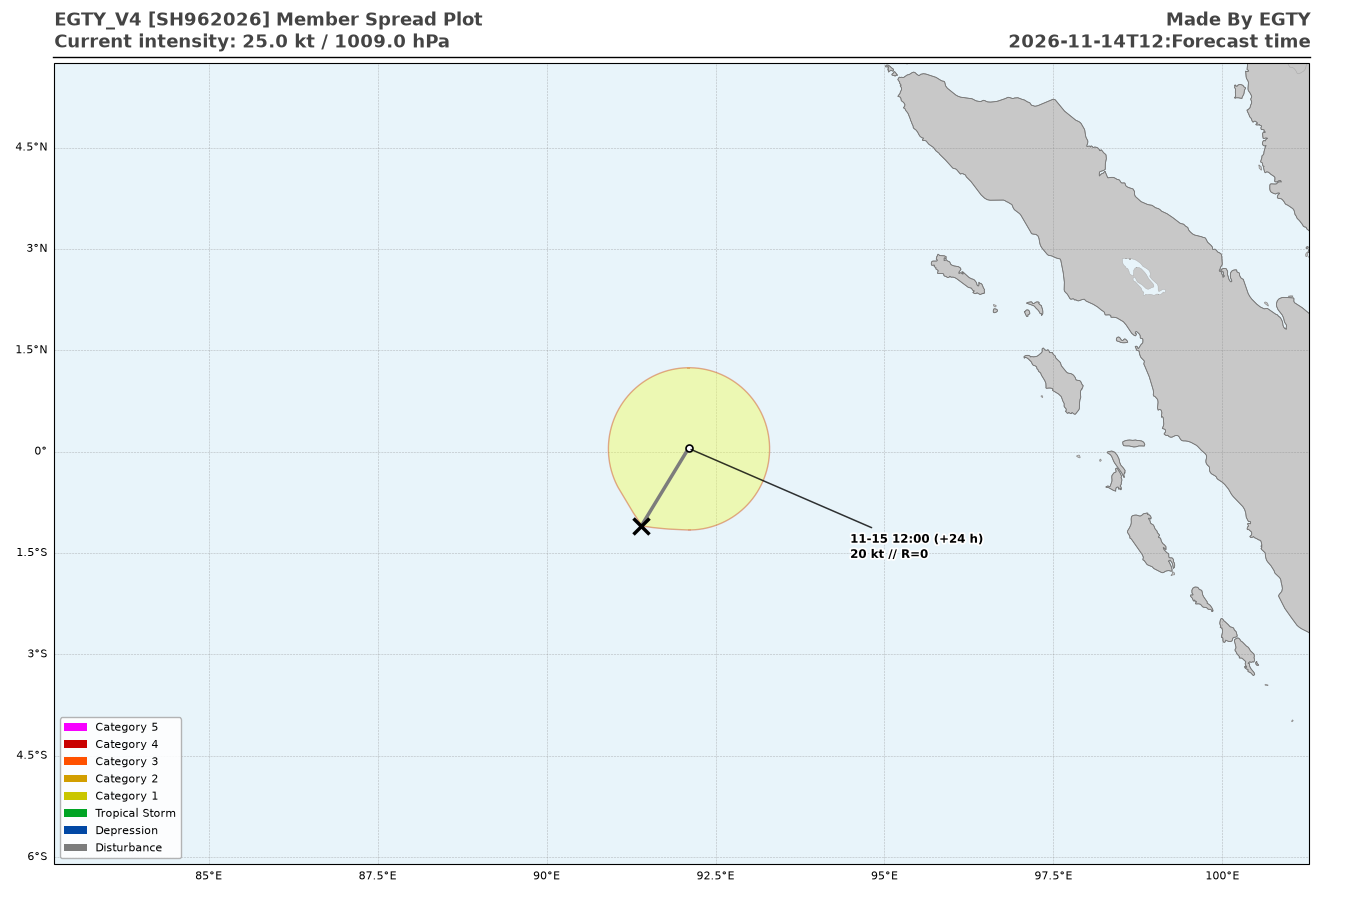 EGTY_V4 [SH962026] Member Spread Plot
Current intensity: 25.0 kt / 1009.0 hPa
Made By EGTY
2026-11-14T12:Forecast time
4.5°N
3°N
1.5°N
0°
1.5°S
3°S
4.5°S
6°S
11-15 12:00 (+24 h)
20 kt // R=0
Category 5
Category 4
Category 3
Category 2
Category 1
Tropical Storm
Depression
Disturbance
85°E
87.5°E
90°E
92.5°E
95°E
97.5°E
100°E